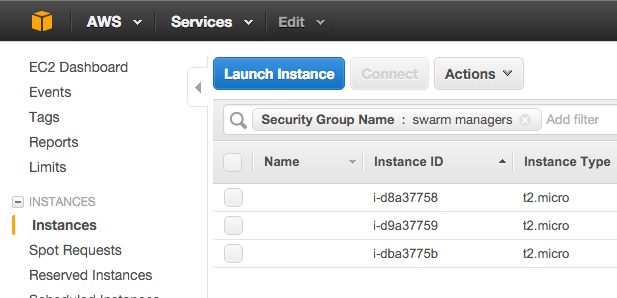 AWS Services Edit
EC2 Dashboard
Events
Tags
Reports
Limits
INSTANCES
Instances
Spot Requests
Reserved Instances
Scheduled Instances
Launch Instance Connect Actions
Security Group Name : swarm managers Add filter
Name Instance ID Instance Type
i-d8a37758 t2.micro
i-d9a37759 t2.micro
i-dba3775b t2.micro